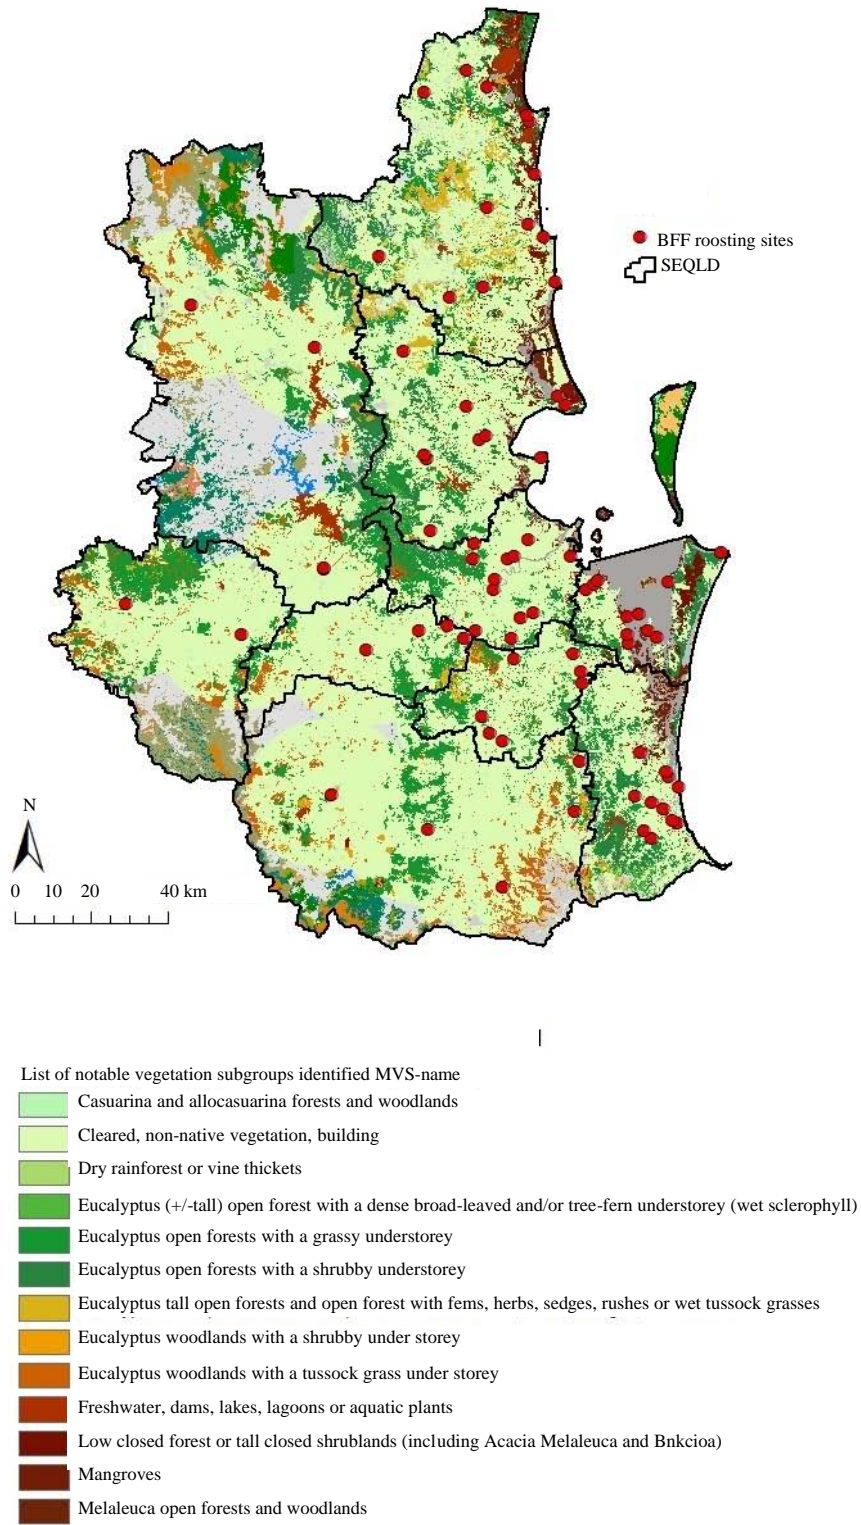 BFF roosting sites
SEQLD
N
0 10 20 40 km
List of notable vegetation subgroups identified MVS-name
Casuarina and allocasuarina forests and woodlands
Cleared, non-native vegetation, building
Dry rainforest or vine thickets
Eucalyptus (+/-tall) open forest with a dense broad-leaved and/or tree-fern understorey (wet sclerophyll)
Eucalyptus open forests with a grassy understorey
Eucalyptus open forests with a shrubby understorey
Eucalyptus tall open forests and open forest with fems, herbs, sedges, rushes or wet tussock grasses
Eucalyptus woodlands with a shrubby under storey
Eucalyptus woodlands with a tussock grass under storey
Freshwater, dams, lakes, lagoons or aquatic plants
Low closed forest or tall closed shrublands (including Acacia Melaleuca and Bnkcioa)
Mangroves
Melaleuca open forests and woodlands